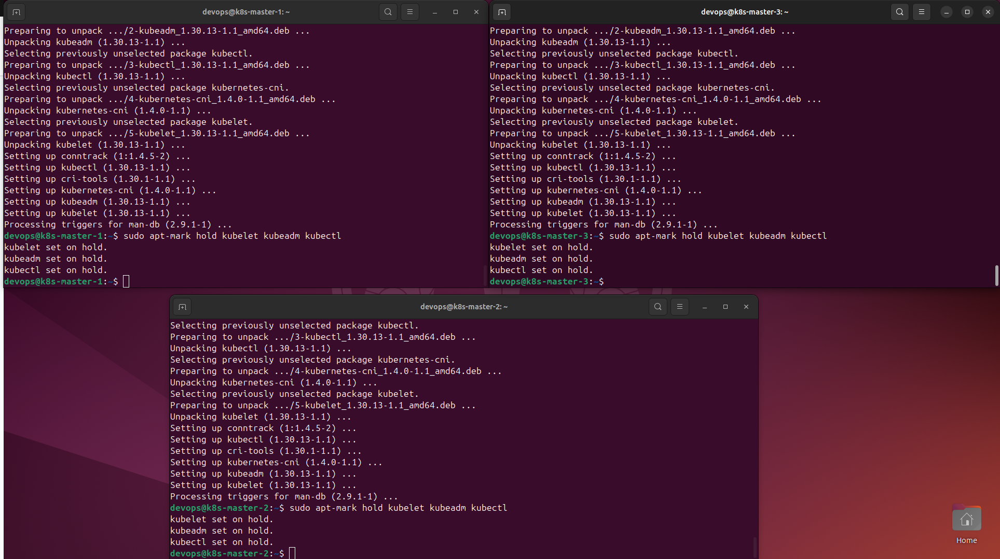 devops@k8s-master-1: ~
Preparing to unpack .../2-kubeadm_1.30.13-1.1_amd64.deb ...
Unpacking kubeadm (1.30.13-1.1) ...
Selecting previously unselected package kubectl.
Preparing to unpack .../3-kubectl_1.30.13-1.1_amd64.deb ...
Unpacking kubectl (1.30.13-1.1) ...
Selecting previously unselected package kubernetes-cni.
Preparing to unpack .../4-kubernetes-cni_1.4.0-1.1_amd64.deb ...
Unpacking kubernetes-cni (1.4.0-1.1) ...
Selecting previously unselected package kubelet.
Preparing to unpack .../5-kubelet_1.30.13-1.1_amd64.deb ...
Unpacking kubelet (1.30.13-1.1) ...
Setting up conntrack (1:1.4.5-2) ...
Setting up kubectl (1.30.13-1.1) ...
Setting up cri-tools (1.30.1-1.1) ...
Setting up kubernetes-cni (1.4.0-1.1) ...
Setting up kubeadm (1.30.13-1.1) ...
Setting up kubelet (1.30.13-1.1) ...
Processing triggers for man-db (2.9.1-1) ...
devops@k8s-master-1:~$ sudo apt-mark hold kubelet kubeadm kubectl
kubelet set on hold.
kubeadm set on hold.
kubectl set on hold.
devops@k8s-master-1:~$
devops@k8s-master-3: ~
Preparing to unpack .../2-kubeadm_1.30.13-1.1_amd64.deb ...
Unpacking kubeadm (1.30.13-1.1) ...
Selecting previously unselected package kubectl.
Preparing to unpack .../3-kubectl_1.30.13-1.1_amd64.deb ...
Unpacking kubectl (1.30.13-1.1) ...
Selecting previously unselected package kubernetes-cni.
Preparing to unpack .../4-kubernetes-cni_1.4.0-1.1_amd64.deb ...
Unpacking kubernetes-cni (1.4.0-1.1) ...
Selecting previously unselected package kubelet.
Preparing to unpack .../5-kubelet_1.30.13-1.1_amd64.deb ...
Unpacking kubelet (1.30.13-1.1) ...
Setting up conntrack (1:1.4.5-2) ...
Setting up kubectl (1.30.13-1.1) ...
Setting up cri-tools (1.30.1-1.1) ...
Setting up kubernetes-cni (1.4.0-1.1) ...
Setting up kubeadm (1.30.13-1.1) ...
Setting up kubelet (1.30.13-1.1) ...
Processing triggers for man-db (2.9.1-1) ...
devops@k8s-master-3:~$ sudo apt-mark hold kubelet kubeadm kubectl
kubelet set on hold.
kubeadm set on hold.
kubectl set on hold.
devops@k8s-master-3:~$
devops@k8s-master-2: ~
Selecting previously unselected package kubectl.
Preparing to unpack .../3-kubectl_1.30.13-1.1_amd64.deb ...
Unpacking kubectl (1.30.13-1.1) ...
Selecting previously unselected package kubernetes-cni.
Preparing to unpack .../4-kubernetes-cni_1.4.0-1.1_amd64.deb ...
Unpacking kubernetes-cni (1.4.0-1.1) ...
Selecting previously unselected package kubelet.
Preparing to unpack .../5-kubelet_1.30.13-1.1_amd64.deb ...
Unpacking kubelet (1.30.13-1.1) ...
Setting up conntrack (1:1.4.5-2) ...
Setting up kubectl (1.30.13-1.1) ...
Setting up cri-tools (1.30.1-1.1) ...
Setting up kubernetes-cni (1.4.0-1.1) ...
Setting up kubeadm (1.30.13-1.1) ...
Setting up kubelet (1.30.13-1.1) ...
Processing triggers for man-db (2.9.1-1) ...
devops@k8s-master-2:~$ sudo apt-mark hold kubelet kubeadm kubectl
kubelet set on hold.
kubeadm set on hold.
kubectl set on hold.
devops@k8s-master-2:~$
Home